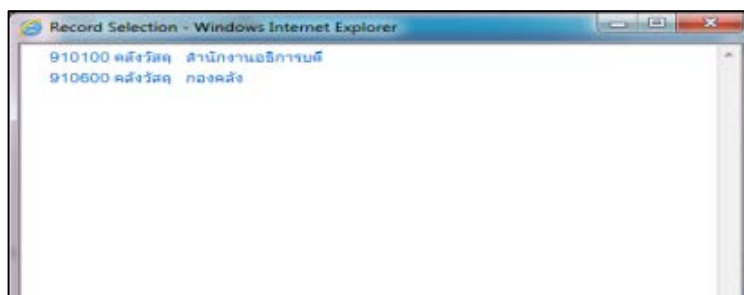 Record Selection - Windows Internet Explorer
910100 คลังวัสดุ สำนักงานอธิการบดี
910600 คลังวัสดุ กองคลัง